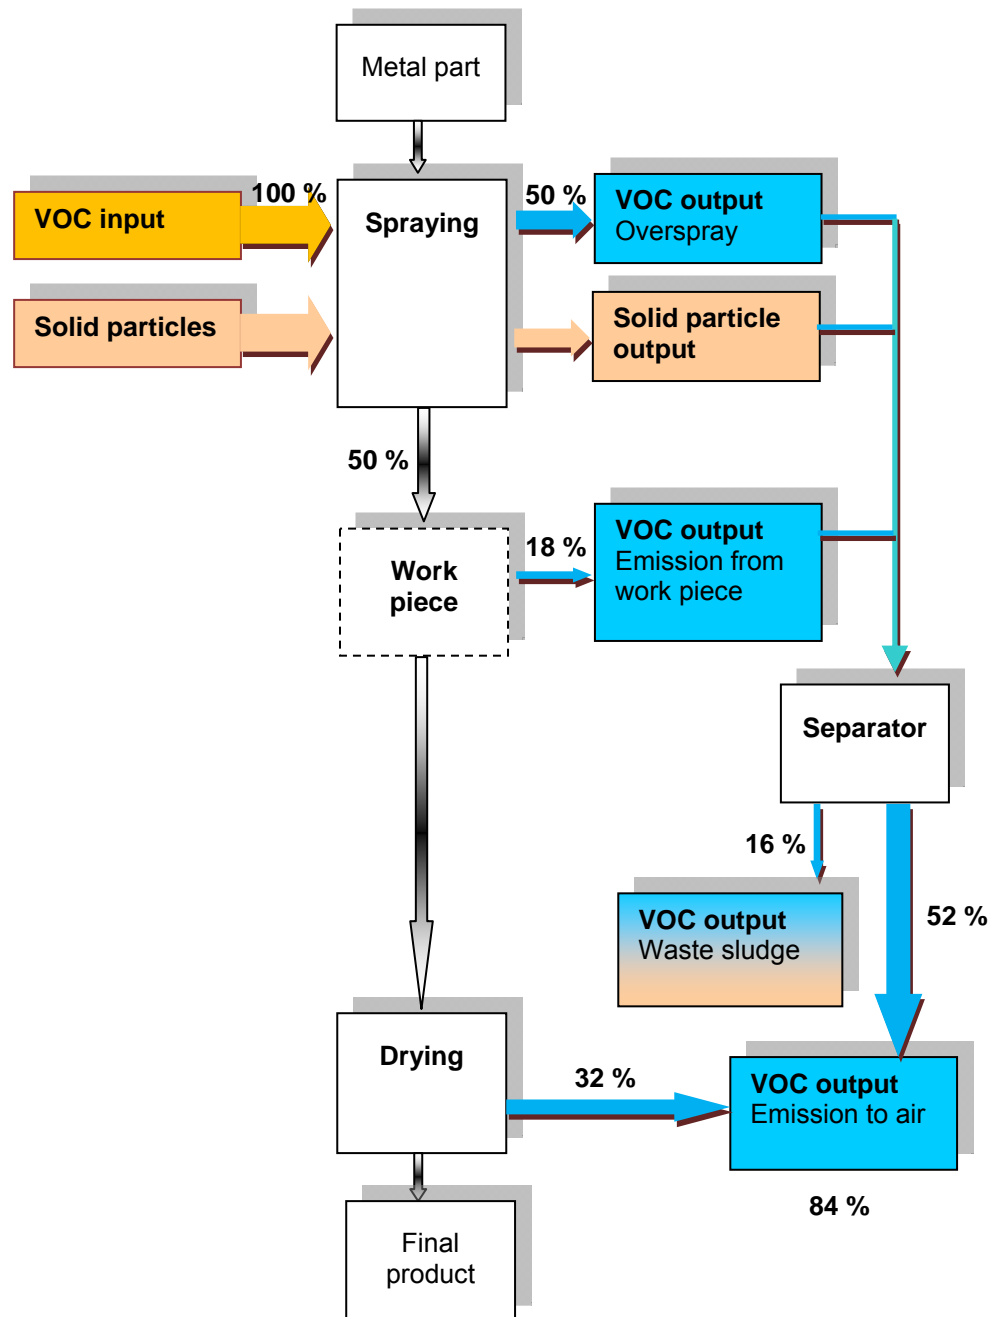 Metal part
100 %
50 %
VOC input
Spraying
VOC output
Overspray
Solid particles
Solid particle
output
50 %
18 %
Work
piece
VOC output
Emission from
work piece
Separator
16 %
52 %
VOC output
Waste sludge
Drying
32 %
VOC output
Emission to air
84 %
Final
product